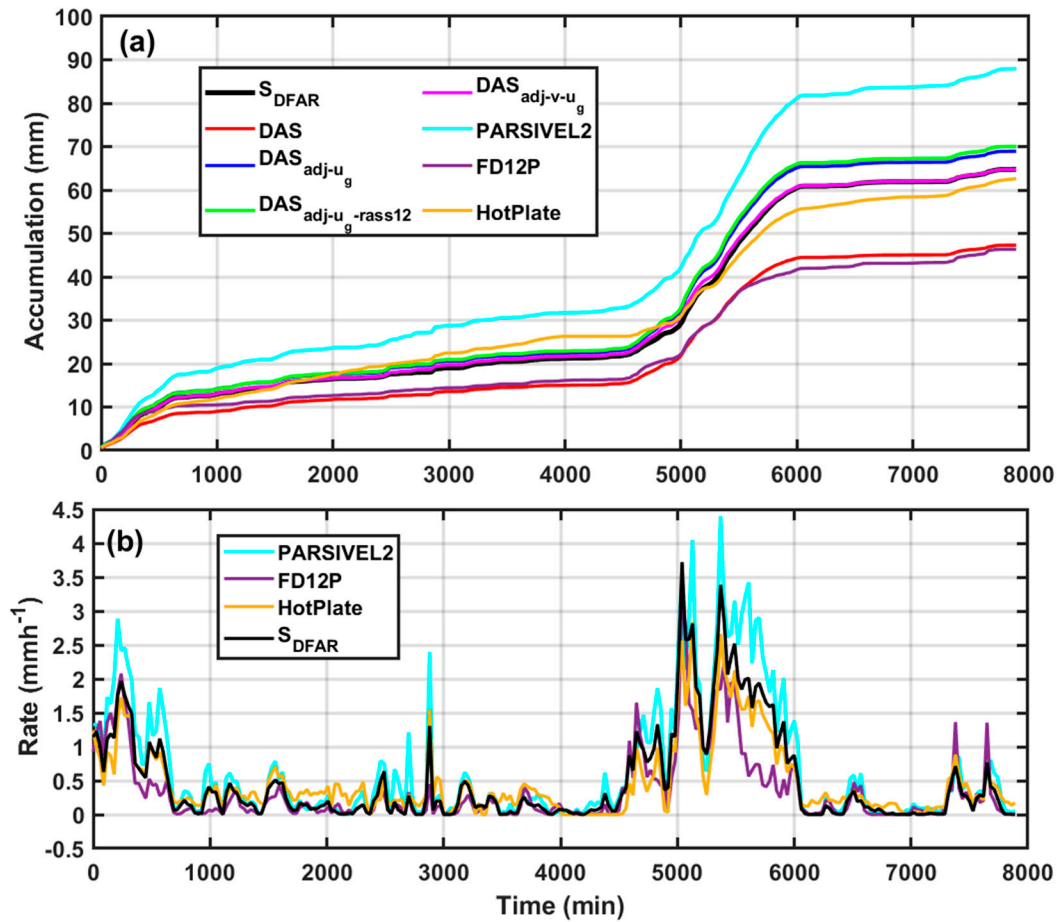 (a)
100
90
80
70
60
50
40
30
20
10
0
Accumulation (mm)
S_DFAR
DAS
DAS_adj-u_g
DAS_adj-u_g-rass12
DAS_adj-v-u_g
PARSIVEL2
FD12P
HotPlate
0 1000 2000 3000 4000 5000 6000 7000 8000
(b)
4.5
4
3.5
3
2.5
2
1.5
1
0.5
0
-0.5
Rate (mmh⁻¹)
PARSIVEL2
FD12P
HotPlate
S_DFAR
0 1000 2000 3000 4000 5000 6000 7000 8000
Time (min)